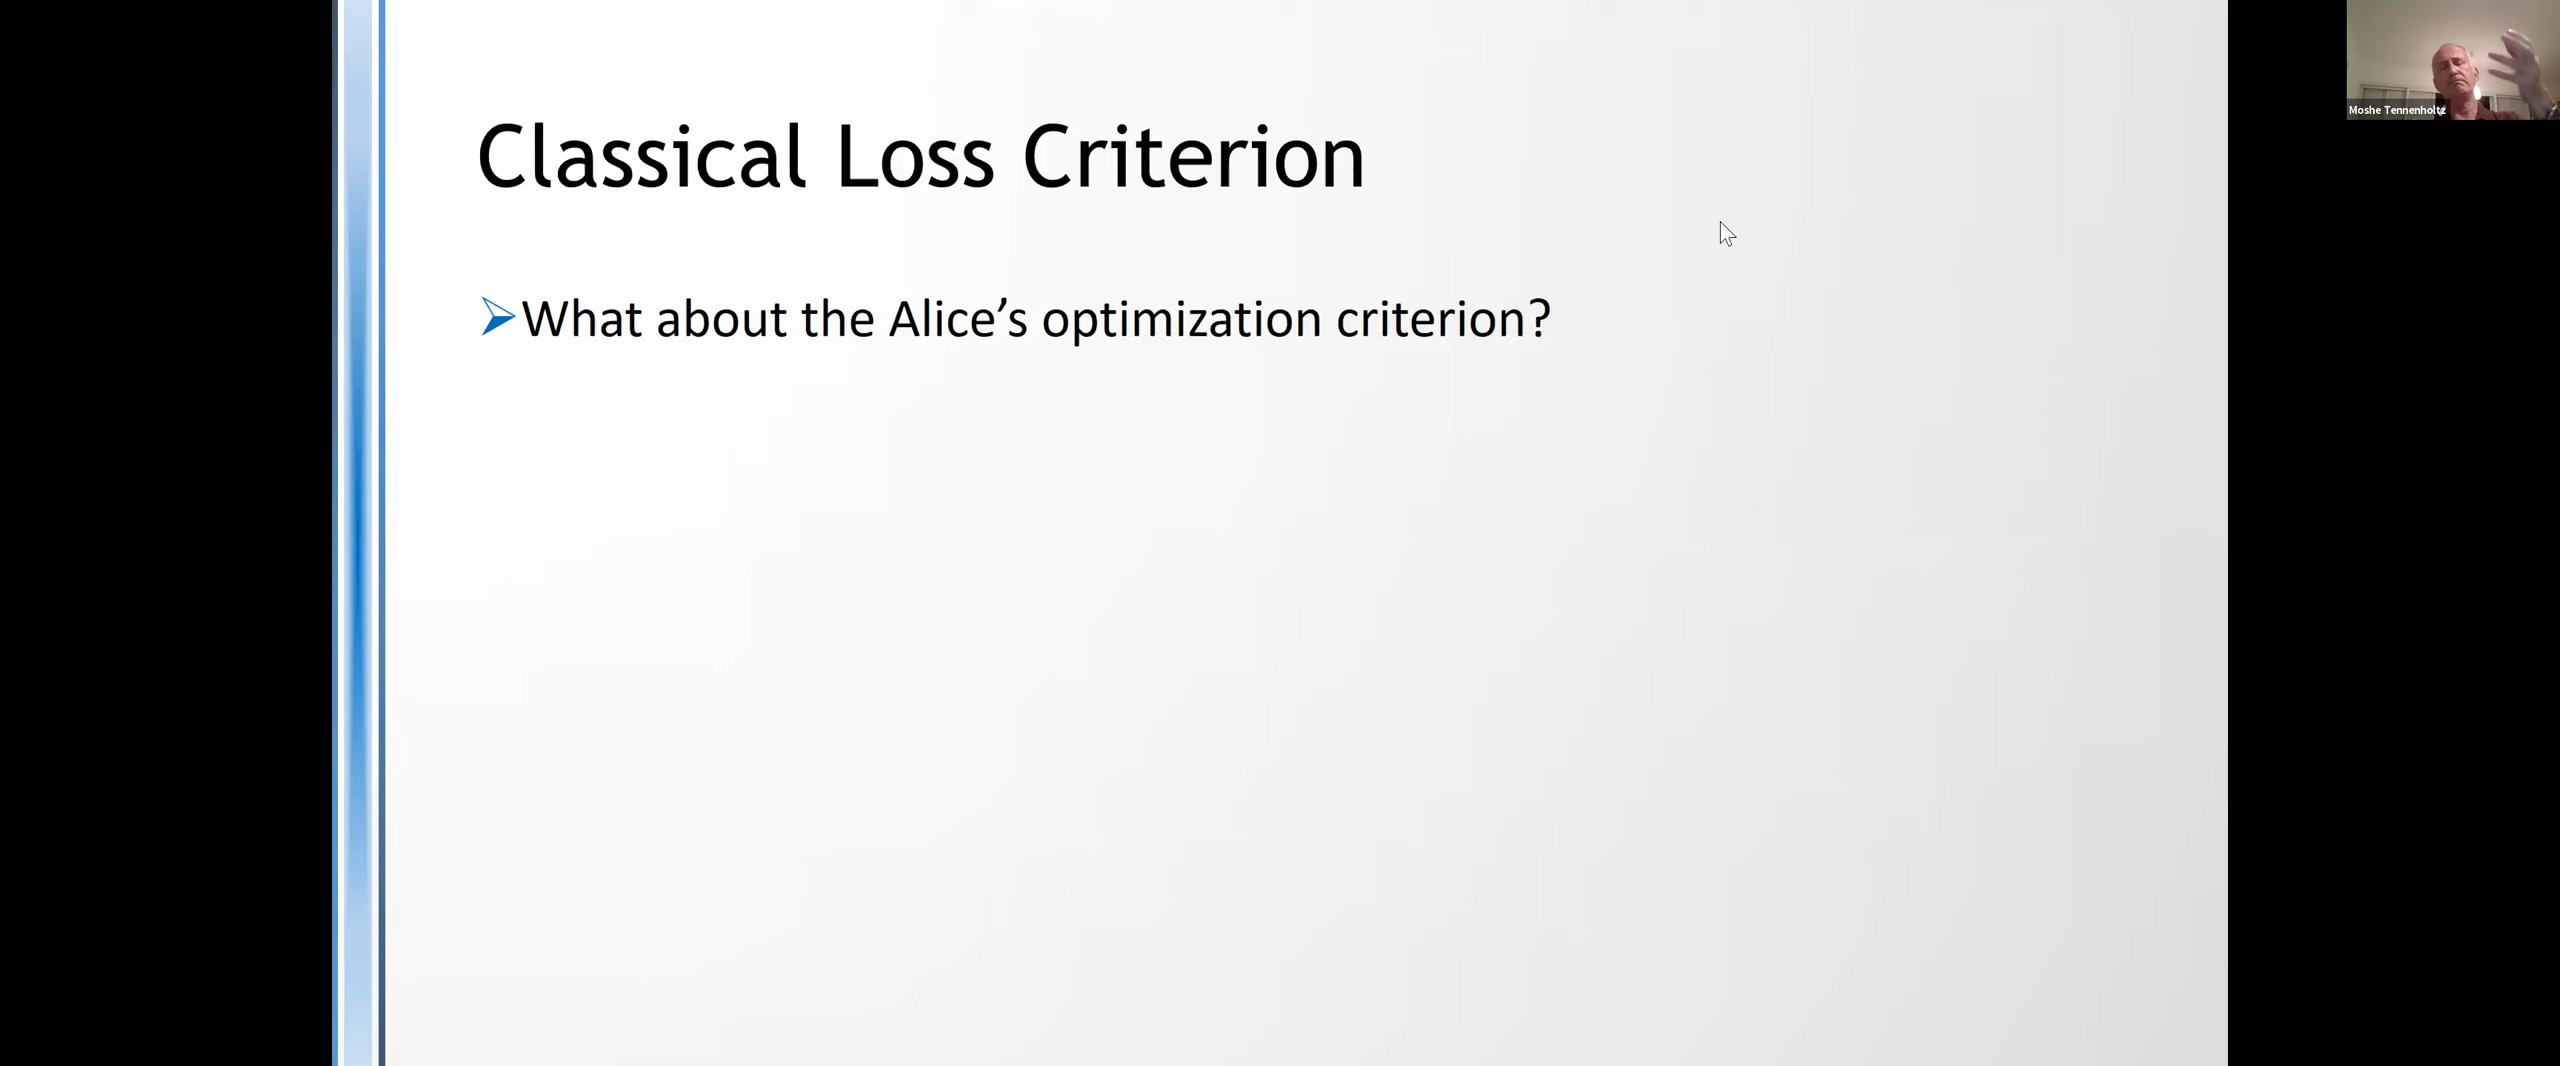 Classical Loss Criterion
What about the Alice’s optimization criterion?
Moshe Tennenholtz